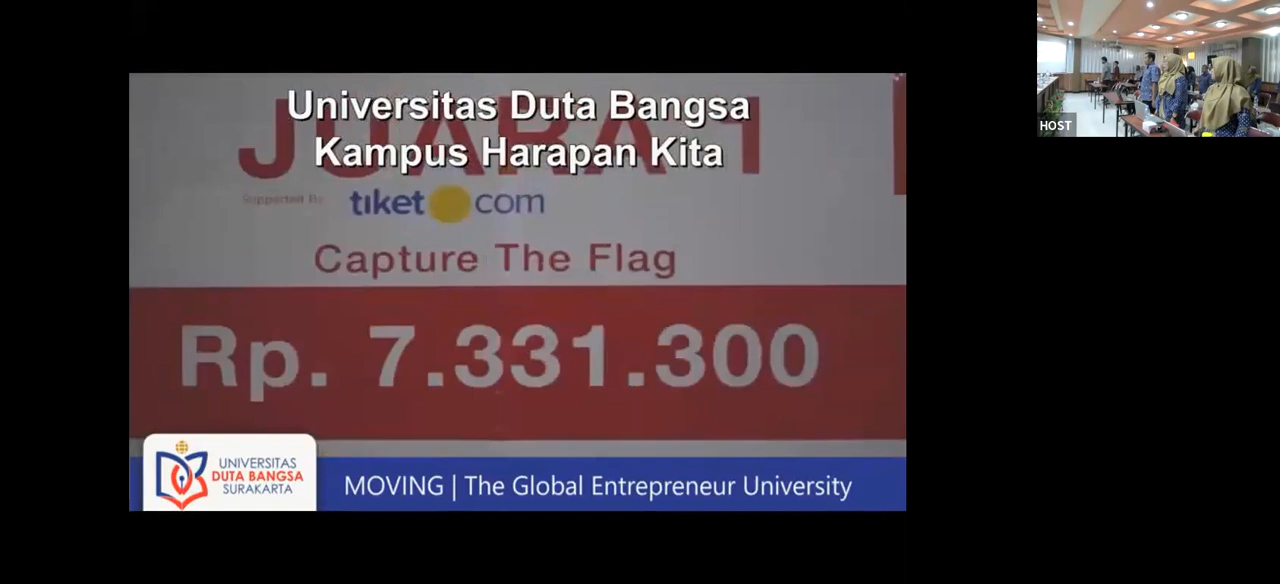 Universitas Duta Bangsa
Kampus Harapan Kita
JUARA 1
Supported By
tiket com
Capture The Flag
Rp. 7.331.300
UNIVERSITAS
DUTA BANGSA
SURAKARTA
MOVING | The Global Entrepreneur University
HOST